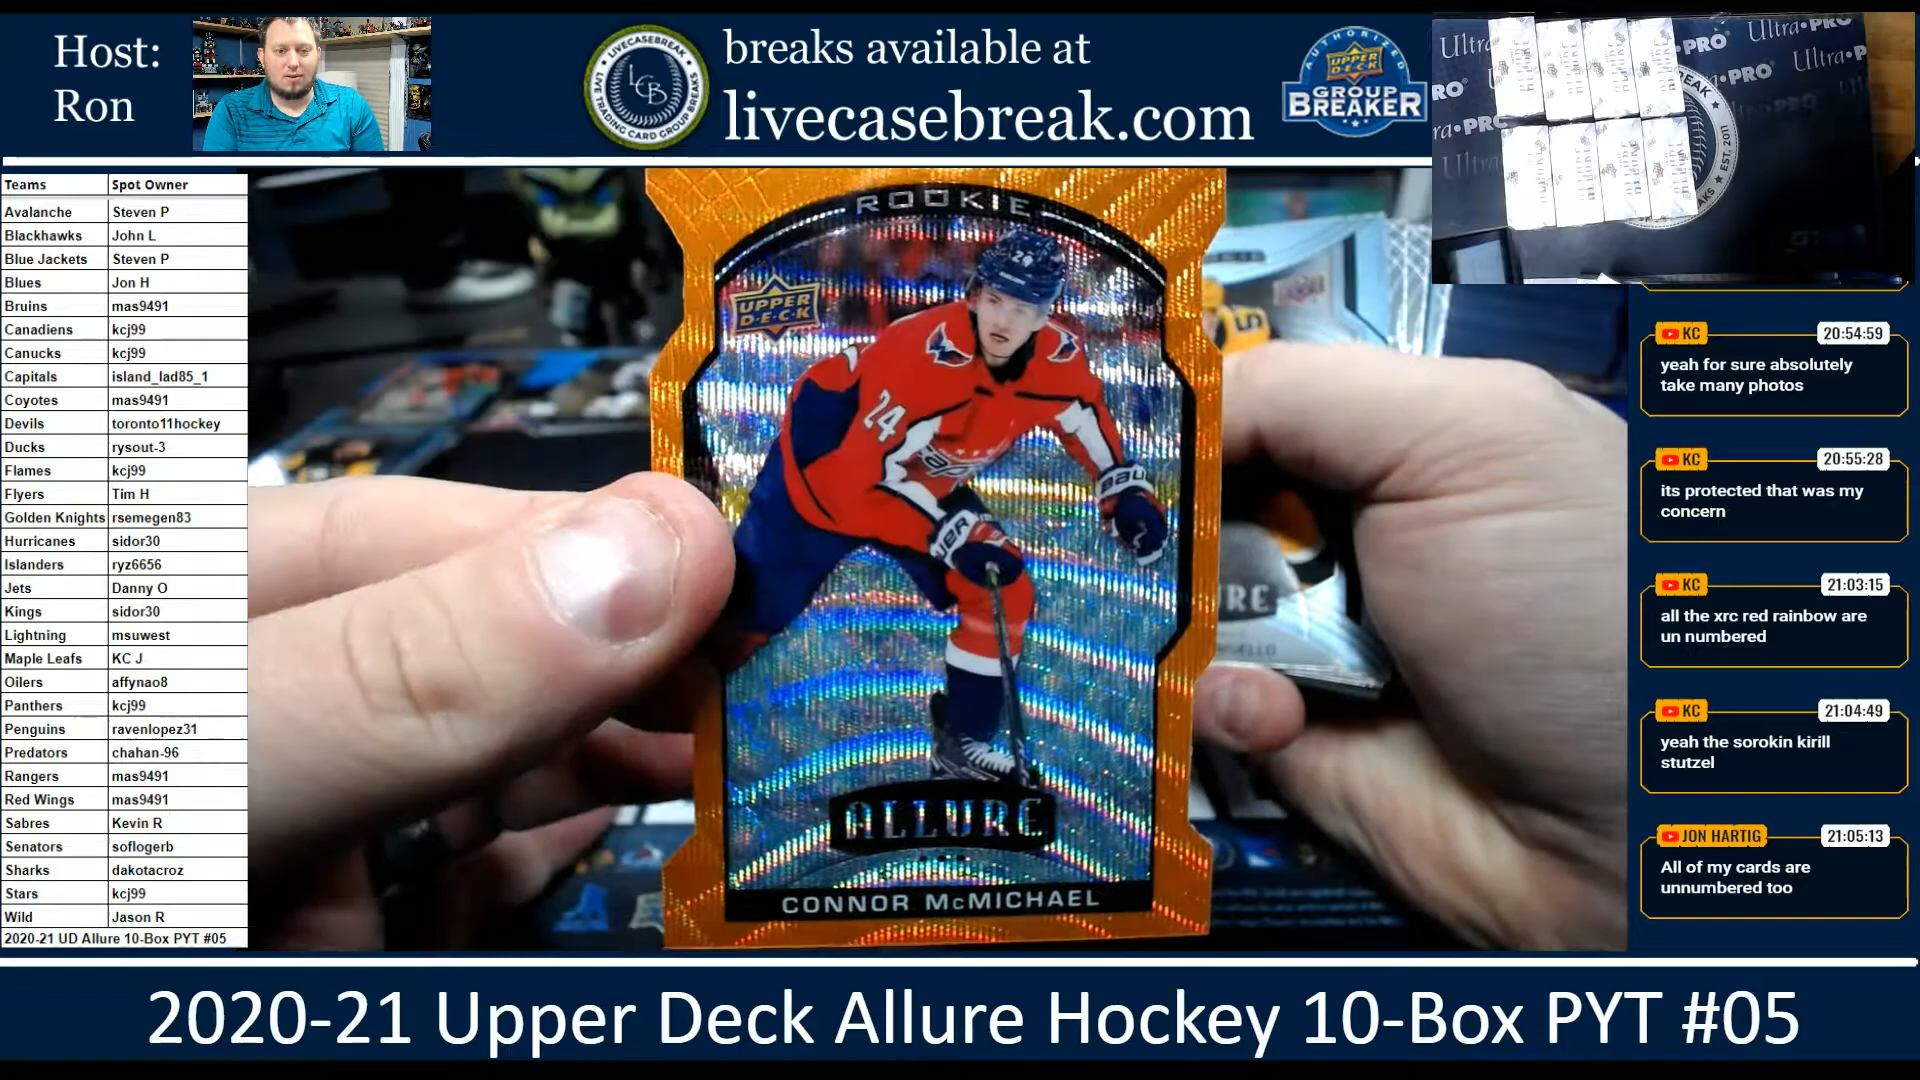 Host:
Ron
LIVECASEBREAK
LCB
LIVE TRADING CARD GROUP BREAKS
breaks available at
livecasebreak.com
AUTHORIZED
UPPER DECK
GROUP
BREAKER
Teams Spot Owner
Avalanche Steven P
Blackhawks John L
Blue Jackets Steven P
Blues Jon H
Bruins mas9491
Canadiens kcj99
Canucks kcj99
Capitals island_lad85_1
Coyotes mas9491
Devils toronto11hockey
Ducks rysout-3
Flames kcj99
Flyers Tim H
Golden Knights rsemegen83
Hurricanes sidor30
Islanders ryz6656
Jets Danny O
Kings sidor30
Lightning msuwest
Maple Leafs KC J
Oilers affynao8
Panthers kcj99
Penguins ravenlopez31
Predators chahan-96
Rangers mas9491
Red Wings mas9491
Sabres Kevin R
Senators soflogerb
Sharks dakotacroz
Stars kcj99
Wild Jason R
2020-21 UD Allure 10-Box PYT #05
ROOKIE
UPPER
DECK
24
24
ALLURE
CONNOR McMICHAEL
Ultra PRO
EST. 2011
KC 20:54:59
yeah for sure absolutely
take many photos
KC 20:55:28
its protected that was my
concern
KC 21:03:15
all the xrc red rainbow are
un numbered
KC 21:04:49
yeah the sorokin kirill
stutzel
JON HARTIG 21:05:13
All of my cards are
unnumbered too
2020-21 Upper Deck Allure Hockey 10-Box PYT #05